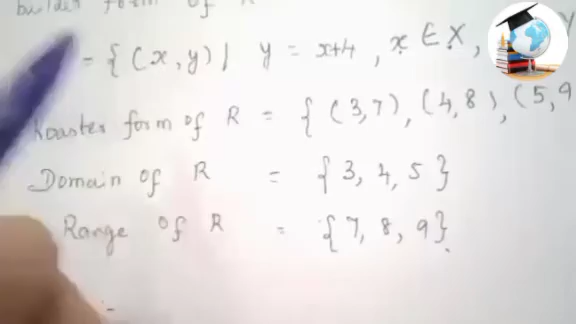 builder form of R
= { (x, y) | y = x+4, x ∈ X, Y
Roaster form of R = { (3,7), (4,8), (5,9
Domain of R = { 3, 4, 5 }
Range of R = { 7, 8, 9 }.